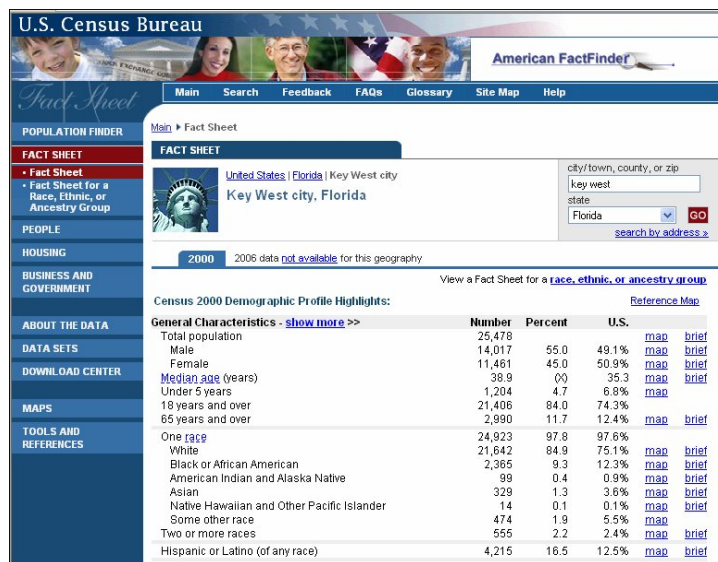 U.S. Census Bureau
American FactFinder
Fact Sheet
Main Search Feedback FAQs Glossary Site Map Help
POPULATION FINDER
FACT SHEET
• Fact Sheet
• Fact Sheet for a
Race, Ethnic, or
Ancestry Group
PEOPLE
HOUSING
BUSINESS AND
GOVERNMENT
ABOUT THE DATA
DATA SETS
DOWNLOAD CENTER
MAPS
TOOLS AND
REFERENCES
Main ▸ Fact Sheet
FACT SHEET
United States | Florida | Key West city
Key West city, Florida
city/town, county, or zip
key west
state
Florida GO
search by address »
2000 2006 data not available for this geography
View a Fact Sheet for a race, ethnic, or ancestry group
Census 2000 Demographic Profile Highlights: Reference Map
General Characteristics - show more >> Number Percent U.S.
Total population 25,478 map brief
Male 14,017 55.0 49.1% map brief
Female 11,461 45.0 50.9% map brief
Median age (years) 38.9 (X) 35.3 map brief
Under 5 years 1,204 4.7 6.8% map
18 years and over 21,406 84.0 74.3%
65 years and over 2,990 11.7 12.4% map brief
One race 24,923 97.8 97.6%
White 21,642 84.9 75.1% map brief
Black or African American 2,365 9.3 12.3% map brief
American Indian and Alaska Native 99 0.4 0.9% map brief
Asian 329 1.3 3.6% map brief
Native Hawaiian and Other Pacific Islander 14 0.1 0.1% map brief
Some other race 474 1.9 5.5% map
Two or more races 555 2.2 2.4% map brief
Hispanic or Latino (of any race) 4,215 16.5 12.5% map brief